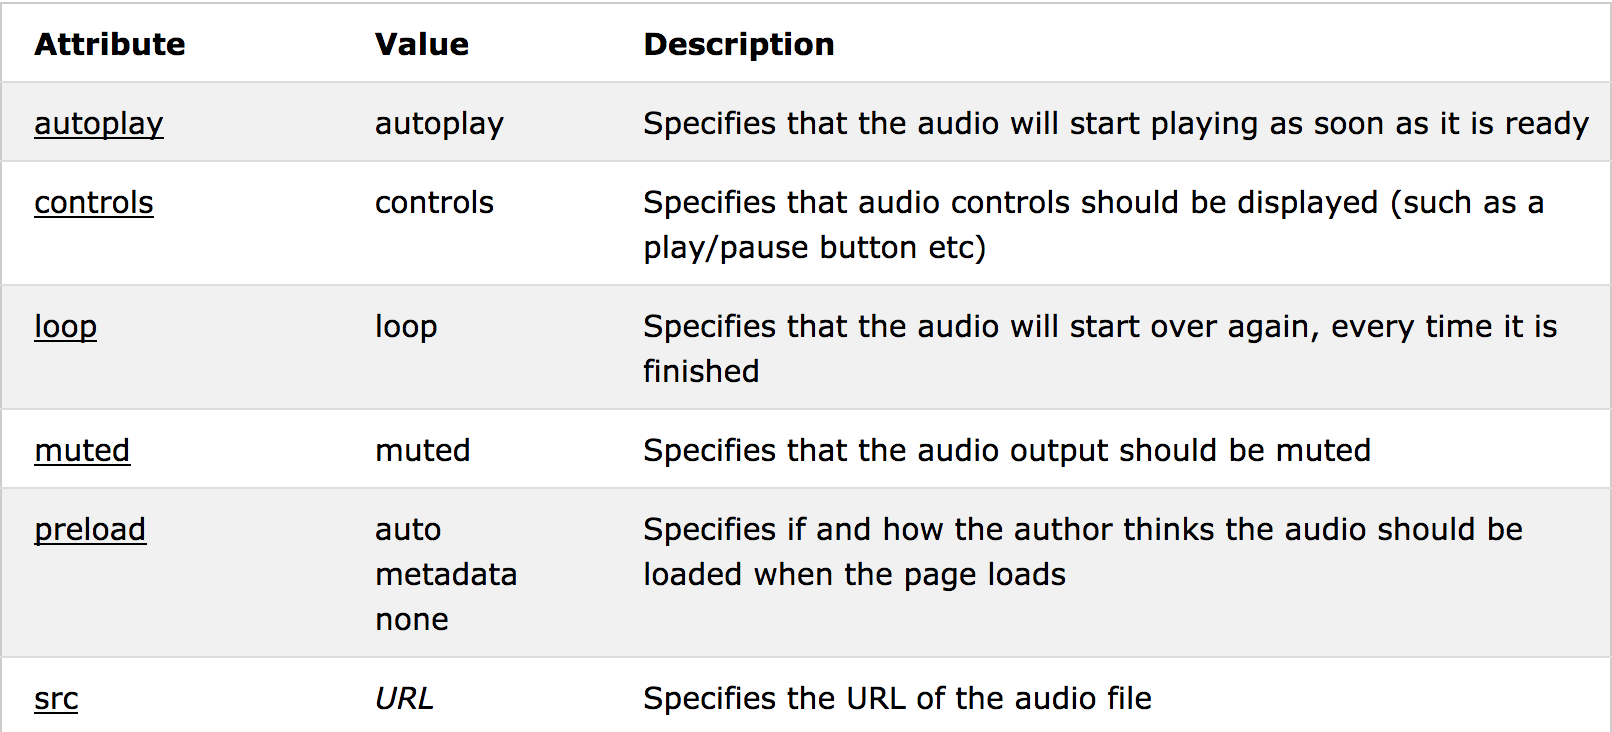 Attribute Value Description
autoplay autoplay Specifies that the audio will start playing as soon as it is ready
controls controls Specifies that audio controls should be displayed (such as a
play/pause button etc)
loop loop Specifies that the audio will start over again, every time it is
finished
muted muted Specifies that the audio output should be muted
preload auto Specifies if and how the author thinks the audio should be
metadata loaded when the page loads
none
src URL Specifies the URL of the audio file